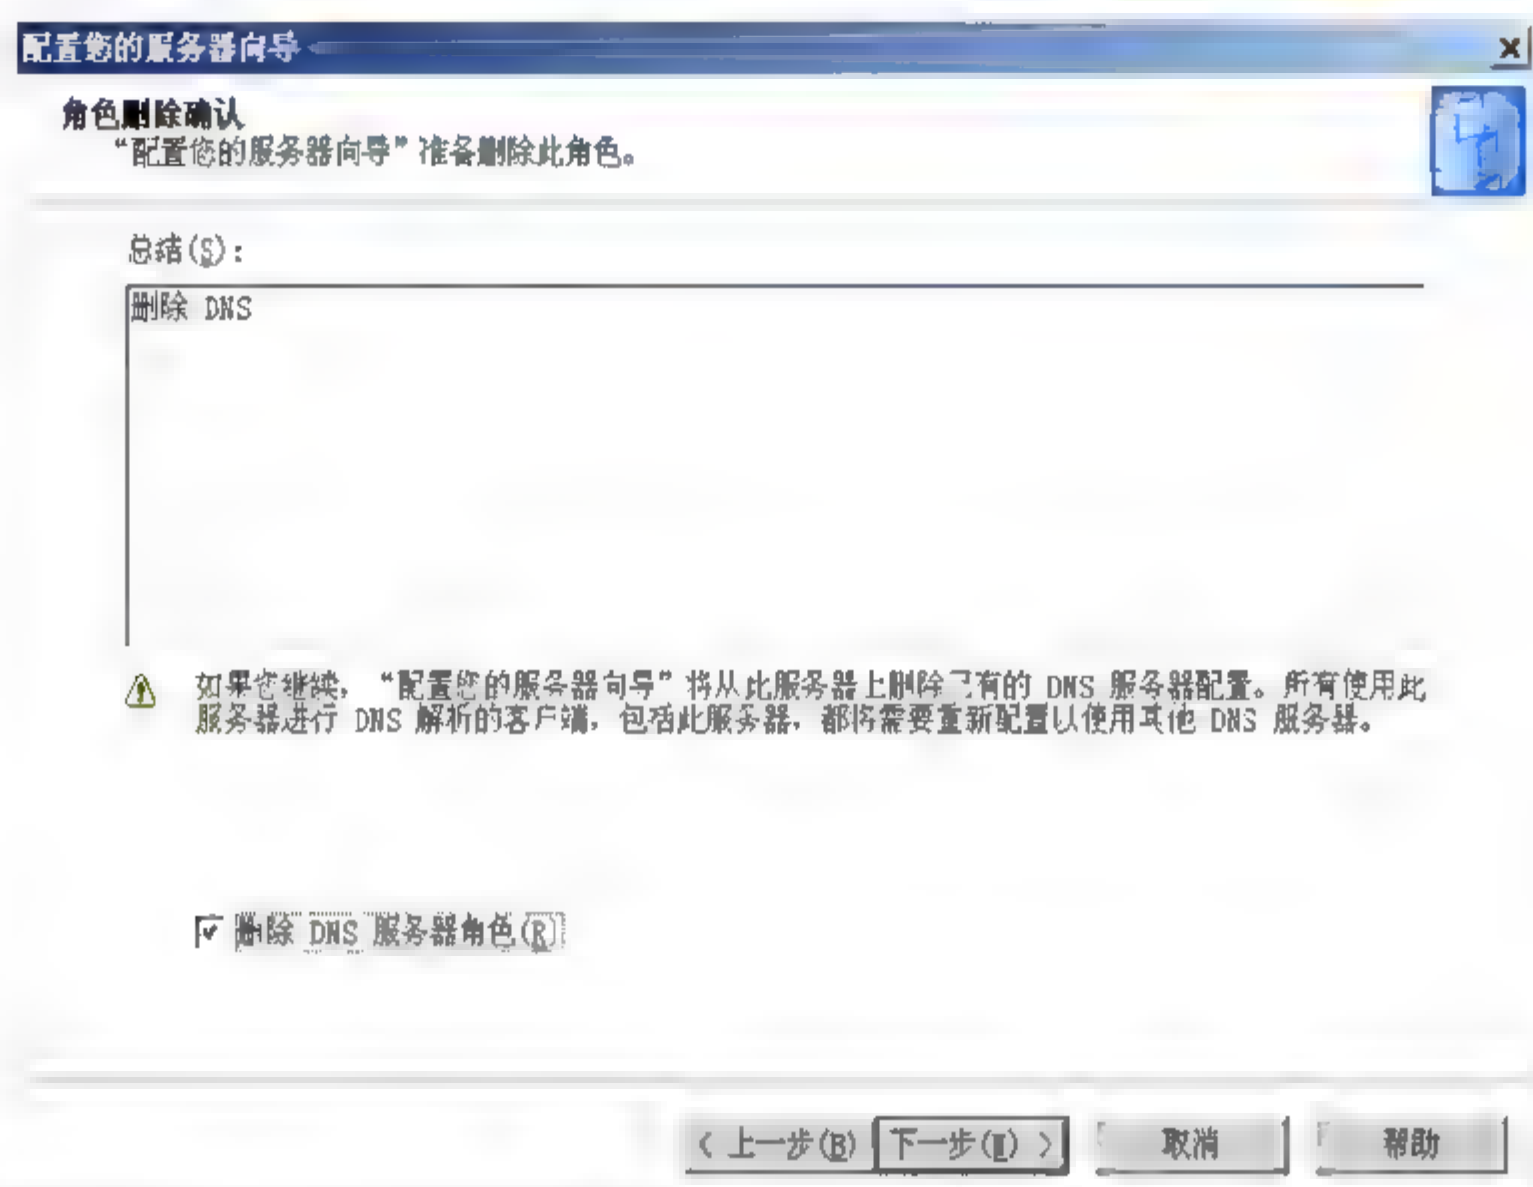 配置您的服务器向导
角色删除确认
“配置您的服务器向导”准备删除此角色。
总结(S):
删除 DNS
如果您继续，“配置您的服务器向导”将从此服务器上删除已有的 DNS 服务器配置。所有使用此
服务器进行 DNS 解析的客户端，包括此服务器，都将需要重新配置以使用其他 DNS 服务器。
删除 DNS 服务器角色(R)
< 上一步(B) 下一步(N) > 取消 帮助